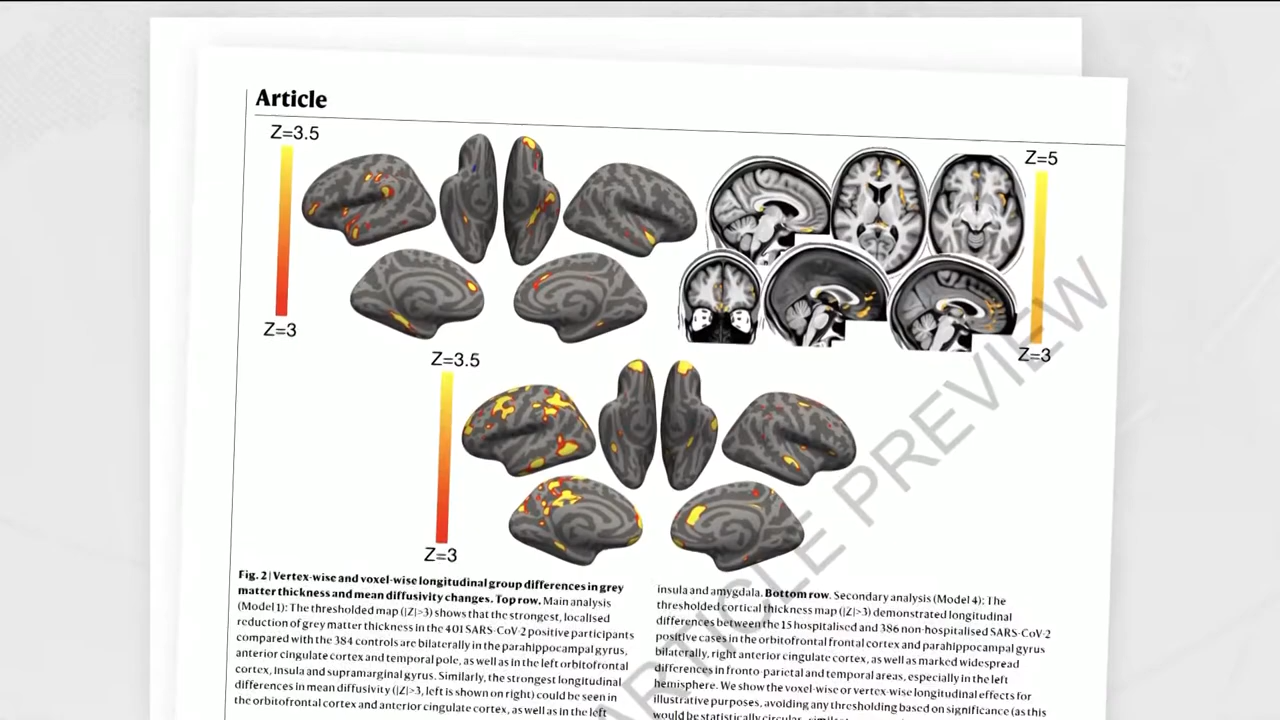 Article
Z=3.5
Z=3
Z=5
Z=3
Z=3.5
Z=3
Fig. 2 | Vertex-wise and voxel-wise longitudinal group differences in grey
matter thickness and mean diffusivity changes. Top row. Main analysis
(Model 1): The thresholded map (|Z|>3) shows that the strongest, localised
reduction of grey matter thickness in the 401 SARS-CoV-2 positive participants
compared with the 384 controls are bilaterally in the parahippocampal gyrus,
anterior cingulate cortex and temporal pole, as well as in the left orbitofrontal
cortex, insula and supramarginal gyrus. Similarly, the strongest longitudinal
differences in mean diffusivity (|Z|>3, left is shown on right) could be seen in
the orbitofrontal cortex and anterior cingulate cortex, as well as in the left
insula and amygdala. Bottom row. Secondary analysis (Model 4): The
thresholded cortical thickness map (|Z|>3) demonstrated longitudinal
differences between the 15 hospitalised and 386 non-hospitalised SARS-CoV-2
positive cases in the orbitofrontal frontal cortex and parahippocampal gyrus
bilaterally, right anterior cingulate cortex, as well as marked widespread
differences in fronto-parietal and temporal areas, especially in the left
hemisphere. We show the voxel-wise or vertex-wise longitudinal effects for
illustrative purposes, avoiding any thresholding based on significance (as this
would be statistically circular,
ARTICLE PREVIEW